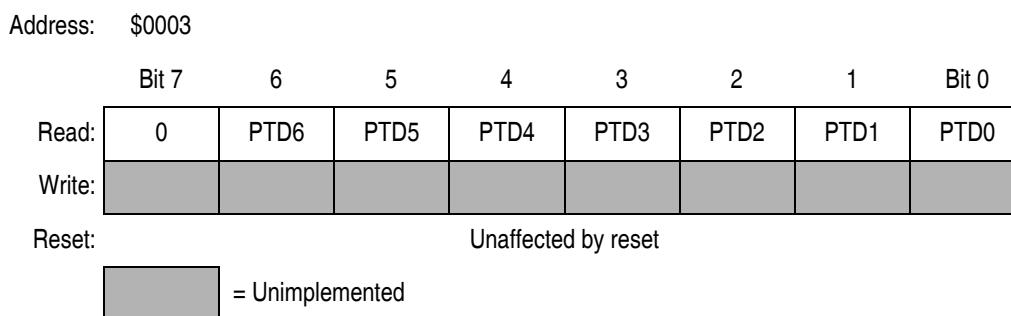 Address: $0003
Bit 7 6 5 4 3 2 1 Bit 0
Read: 0 PTD6 PTD5 PTD4 PTD3 PTD2 PTD1 PTD0
Write:
Reset: Unaffected by reset
= Unimplemented